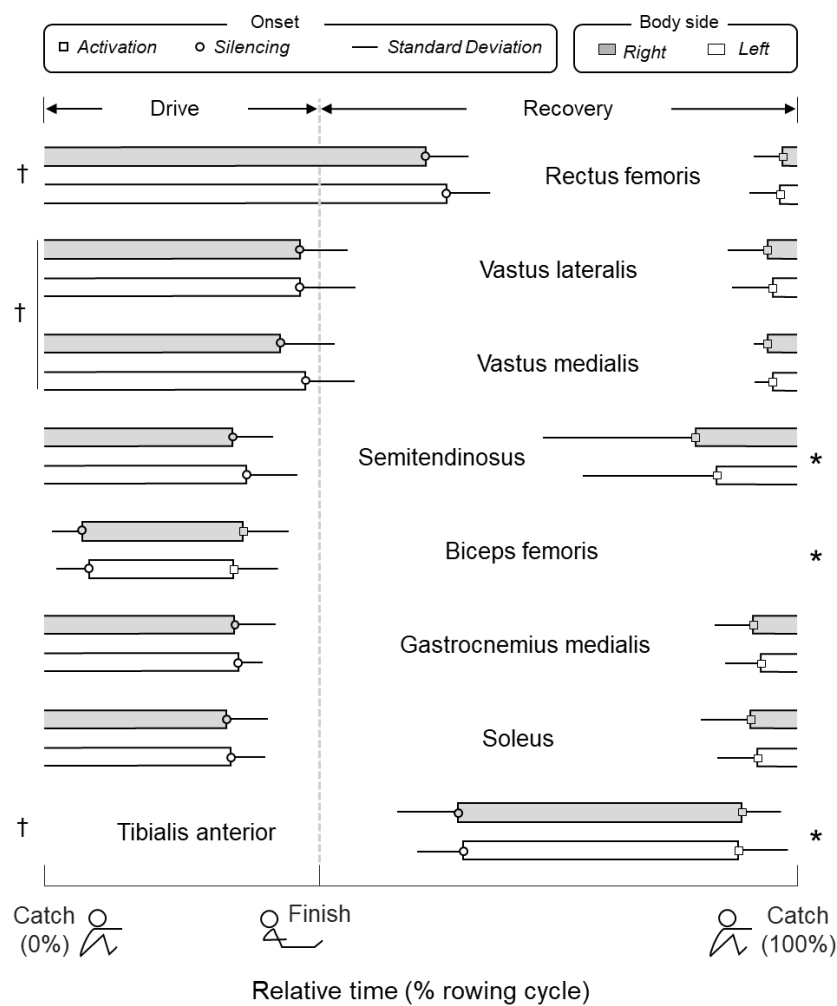 Onset
Activation
Silencing
Standard Deviation
Body side
Right
Left
Drive
Recovery
†
Rectus femoris
Vastus lateralis
†
Vastus medialis
Semitendinosus
*
Biceps femoris
*
Gastrocnemius medialis
Soleus
†
Tibialis anterior
*
Catch
(0%)
Finish
Catch
(100%)
Relative time (% rowing cycle)